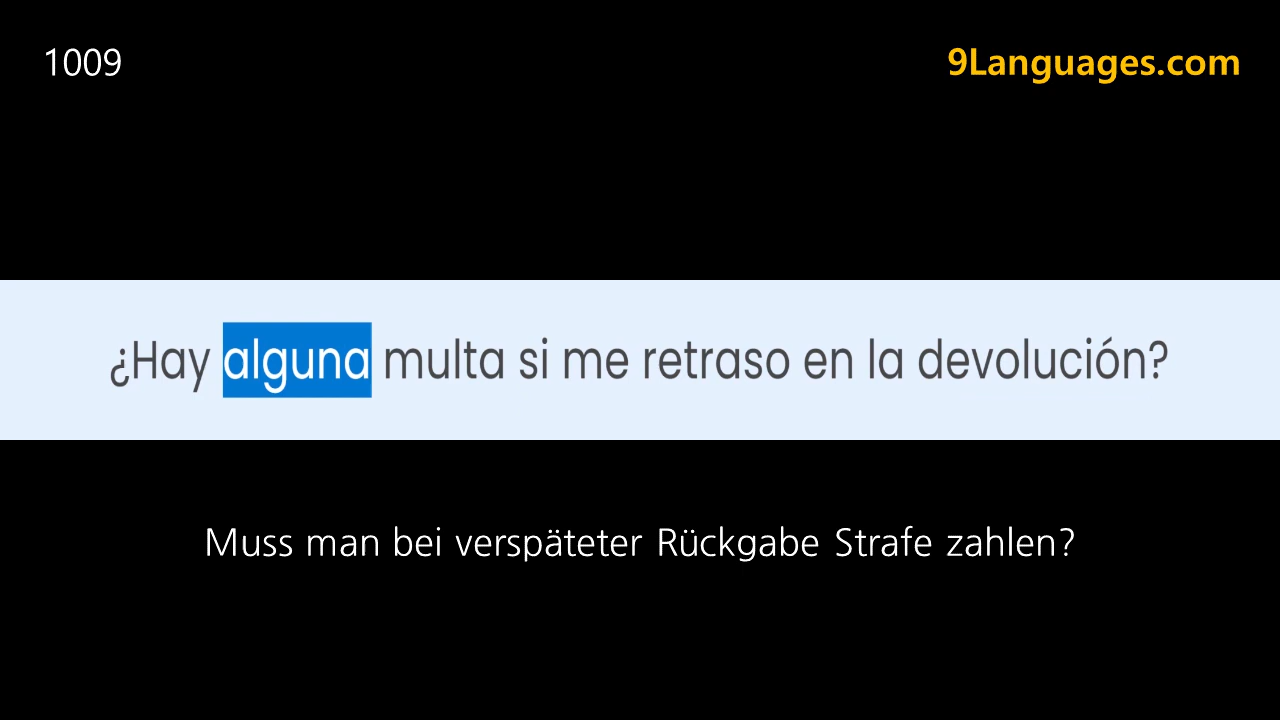 1009
9Languages.com
¿Hay alguna multa si me retraso en la devolución?
Muss man bei verspäteter Rückgabe Strafe zahlen?